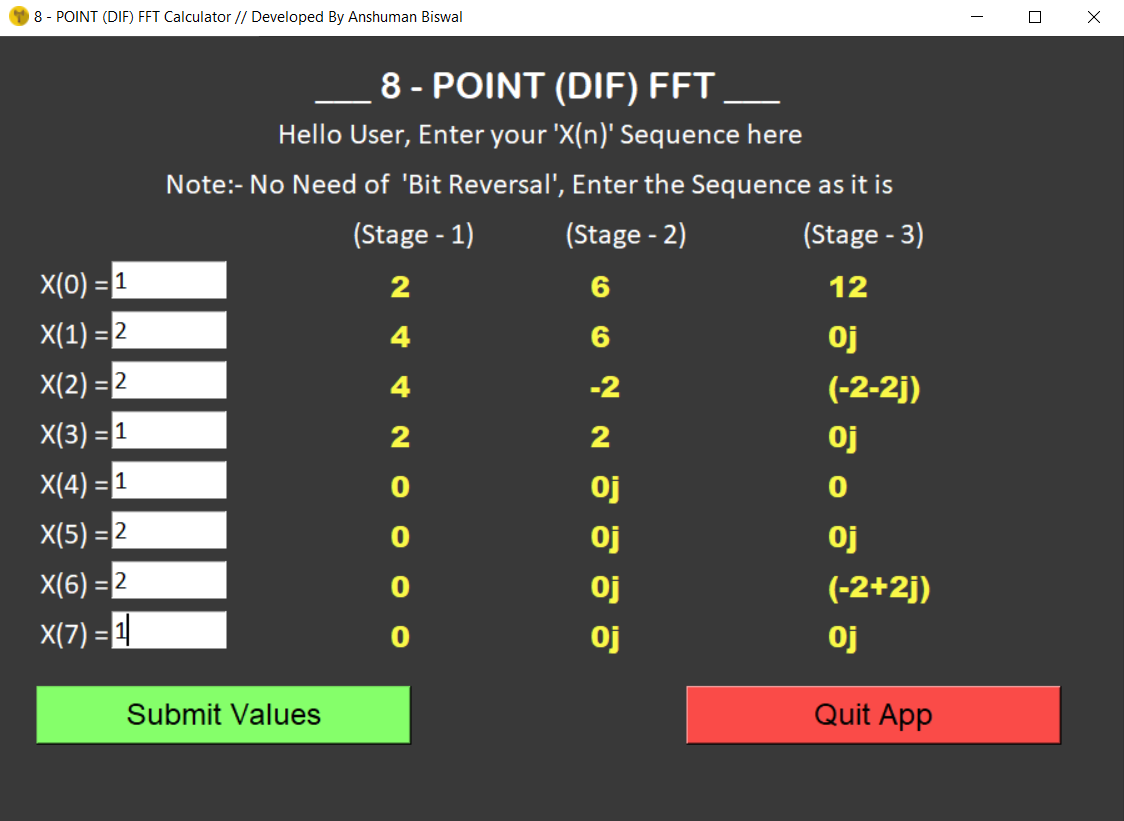 8 - POINT (DIF) FFT Calculator // Developed By Anshuman Biswal
___ 8 - POINT (DIF) FFT ___
Hello User, Enter your 'X(n)' Sequence here
Note:- No Need of 'Bit Reversal', Enter the Sequence as it is
(Stage - 1) (Stage - 2) (Stage - 3)
X(0) = 1 2 6 12
X(1) = 2 4 6 0j
X(2) = 2 4 -2 (-2-2j)
X(3) = 1 2 2 0j
X(4) = 1 0 0j 0
X(5) = 2 0 0j 0j
X(6) = 2 0 0j (-2+2j)
X(7) = 1 0 0j 0j
Submit Values Quit App